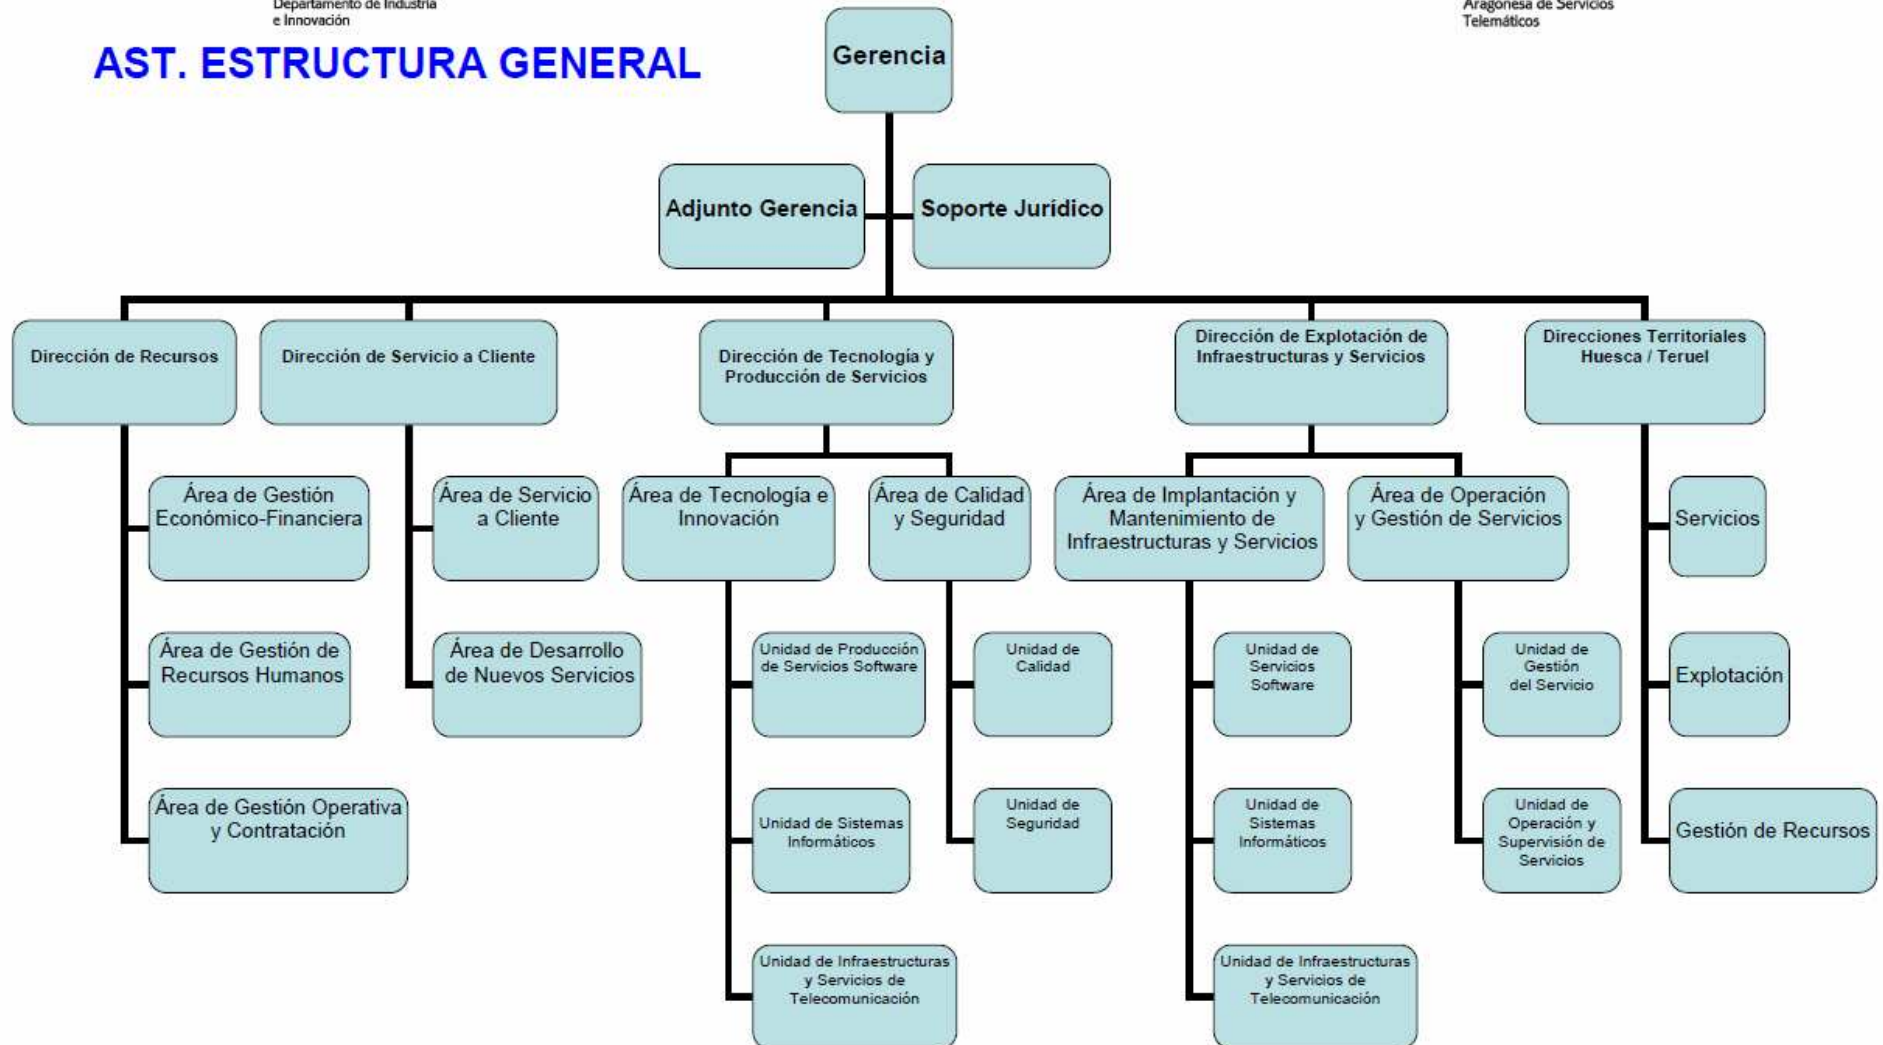 Departamento de Industria
e Innovación
Aragonesa de Servicios
Telemáticos
AST. ESTRUCTURA GENERAL
Gerencia
Adjunto Gerencia
Soporte Jurídico
Dirección de Recursos
Dirección de Servicio a Cliente
Dirección de Tecnología y
Producción de Servicios
Dirección de Explotación de
Infraestructuras y Servicios
Direcciones Territoriales
Huesca / Teruel
Área de Gestión
Económico-Financiera
Área de Servicio
a Cliente
Área de Tecnología e
Innovación
Área de Calidad
y Seguridad
Área de Implantación y
Mantenimiento de
Infraestructuras y Servicios
Área de Operación
y Gestión de Servicios
Servicios
Área de Gestión de
Recursos Humanos
Área de Desarrollo
de Nuevos Servicios
Unidad de Producción
de Servicios Software
Unidad de
Calidad
Unidad de
Servicios
Software
Unidad de
Gestión
del Servicio
Explotación
Área de Gestión Operativa
y Contratación
Unidad de Sistemas
Informáticos
Unidad de
Seguridad
Unidad de
Sistemas
Informáticos
Unidad de
Operación y
Supervisión de
Servicios
Gestión de Recursos
Unidad de Infraestructuras
y Servicios de
Telecomunicación
Unidad de Infraestructuras
y Servicios de
Telecomunicación